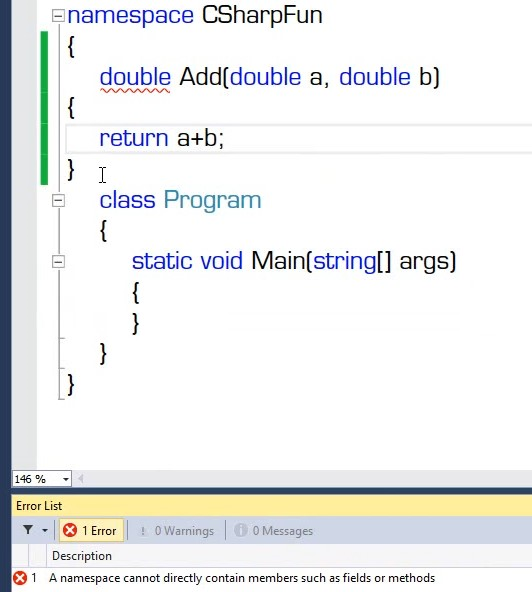 namespace CSharpFun
{
double Add(double a, double b)
{
return a+b;
}
class Program
{
static void Main(string[] args)
{
}
}
}
146 %
Error List
1 Error 0 Warnings 0 Messages
Description
1 A namespace cannot directly contain members such as fields or methods